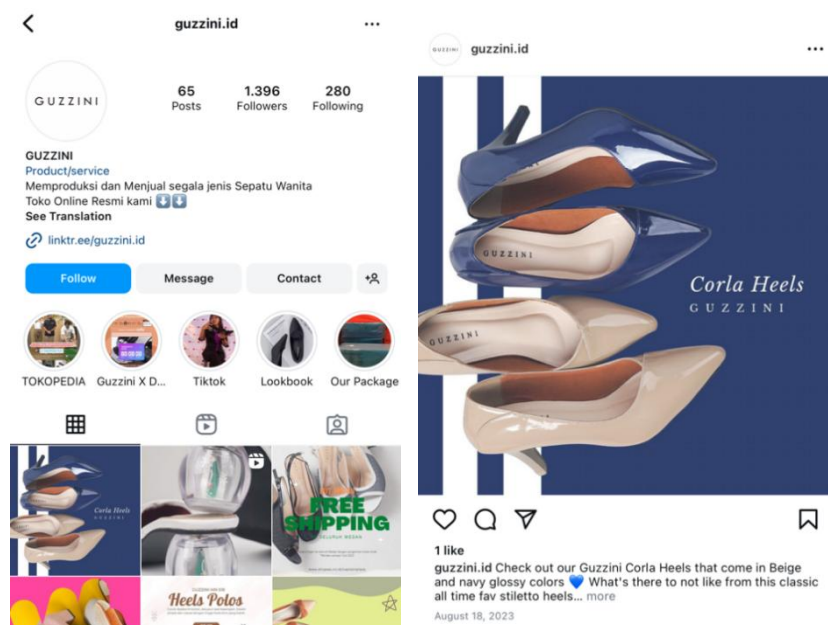 guzzini.id
GUZZINI
65
Posts
1.396
Followers
280
Following
GUZZINI
Product/service
Memproduksi dan Menjual segala jenis Sepatu Wanita
Toko Online Resmi kami ⬇️⬇️
See Translation
linktr.ee/guzzini.id
Follow
Message
Contact
TOKOPEDIA
Guzzini X D...
Tiktok
Lookbook
Our Package
Corla Heels
GUZZINI
FREE
SHIPPING
SELURUH MEDAN
Heels Polos
GUZZINI
guzzini.id
GUZZINI
GUZZINI
Corla Heels
GUZZINI
1 like
guzzini.id Check out our Guzzini Corla Heels that come in Beige
and navy glossy colors 💙 What's there to not like from this classic
all time fav stiletto heels... more
August 18, 2023